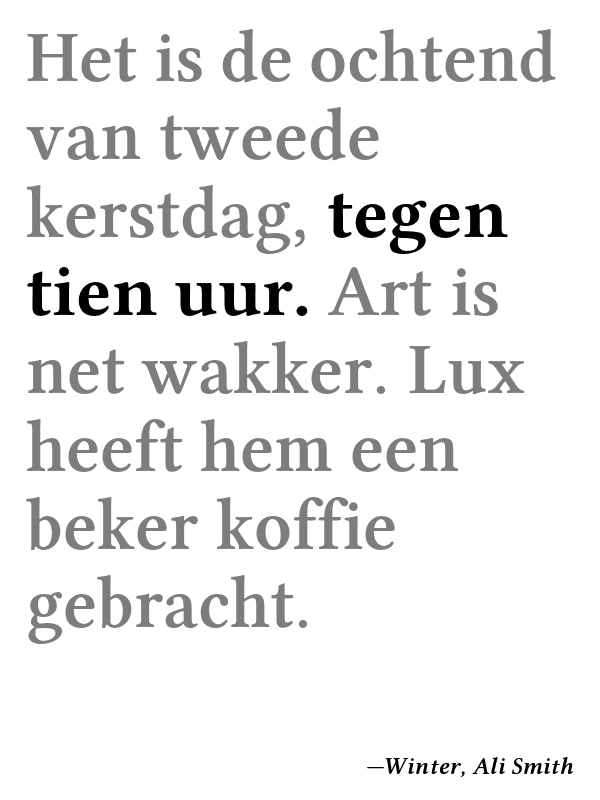 Het is de ochtend
van tweede
kerstdag, tegen
tien uur. Art is
net wakker. Lux
heeft hem een
beker koffie
gebracht.
—Winter, Ali Smith